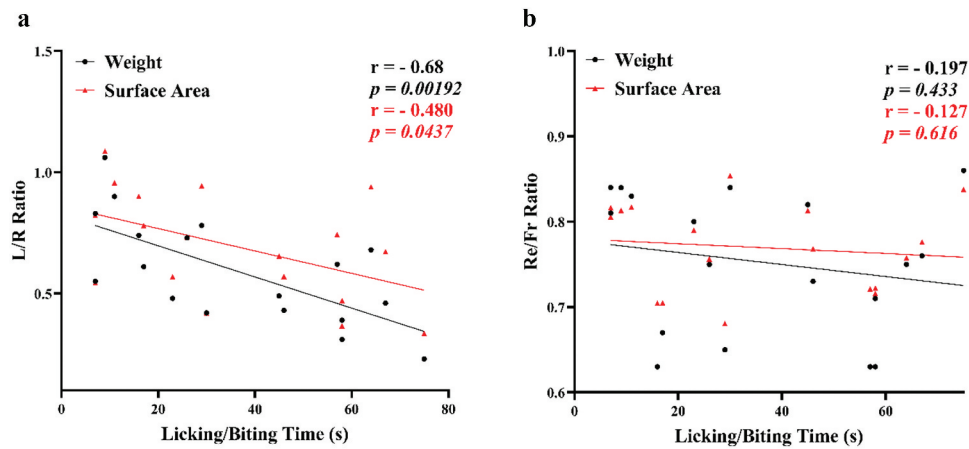 a
Weight
Surface Area
r = - 0.68
p = 0.00192
r = - 0.480
p = 0.0437
1.5
1.0
0.5
L/R Ratio
0 20 40 60 80
Licking/Biting Time (s)
b
Weight
Surface Area
r = - 0.197
p = 0.433
r = - 0.127
p = 0.616
1.0
0.9
0.8
0.7
0.6
Re/Fr Ratio
0 20 40 60
Licking/Biting Time (s)